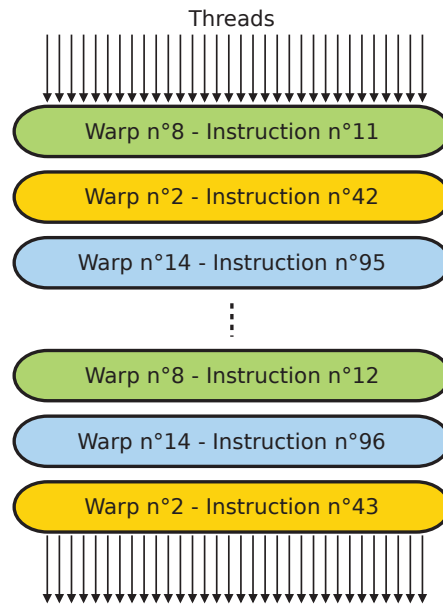 Threads
Warp n°8 - Instruction n°11
Warp n°2 - Instruction n°42
Warp n°14 - Instruction n°95
Warp n°8 - Instruction n°12
Warp n°14 - Instruction n°96
Warp n°2 - Instruction n°43